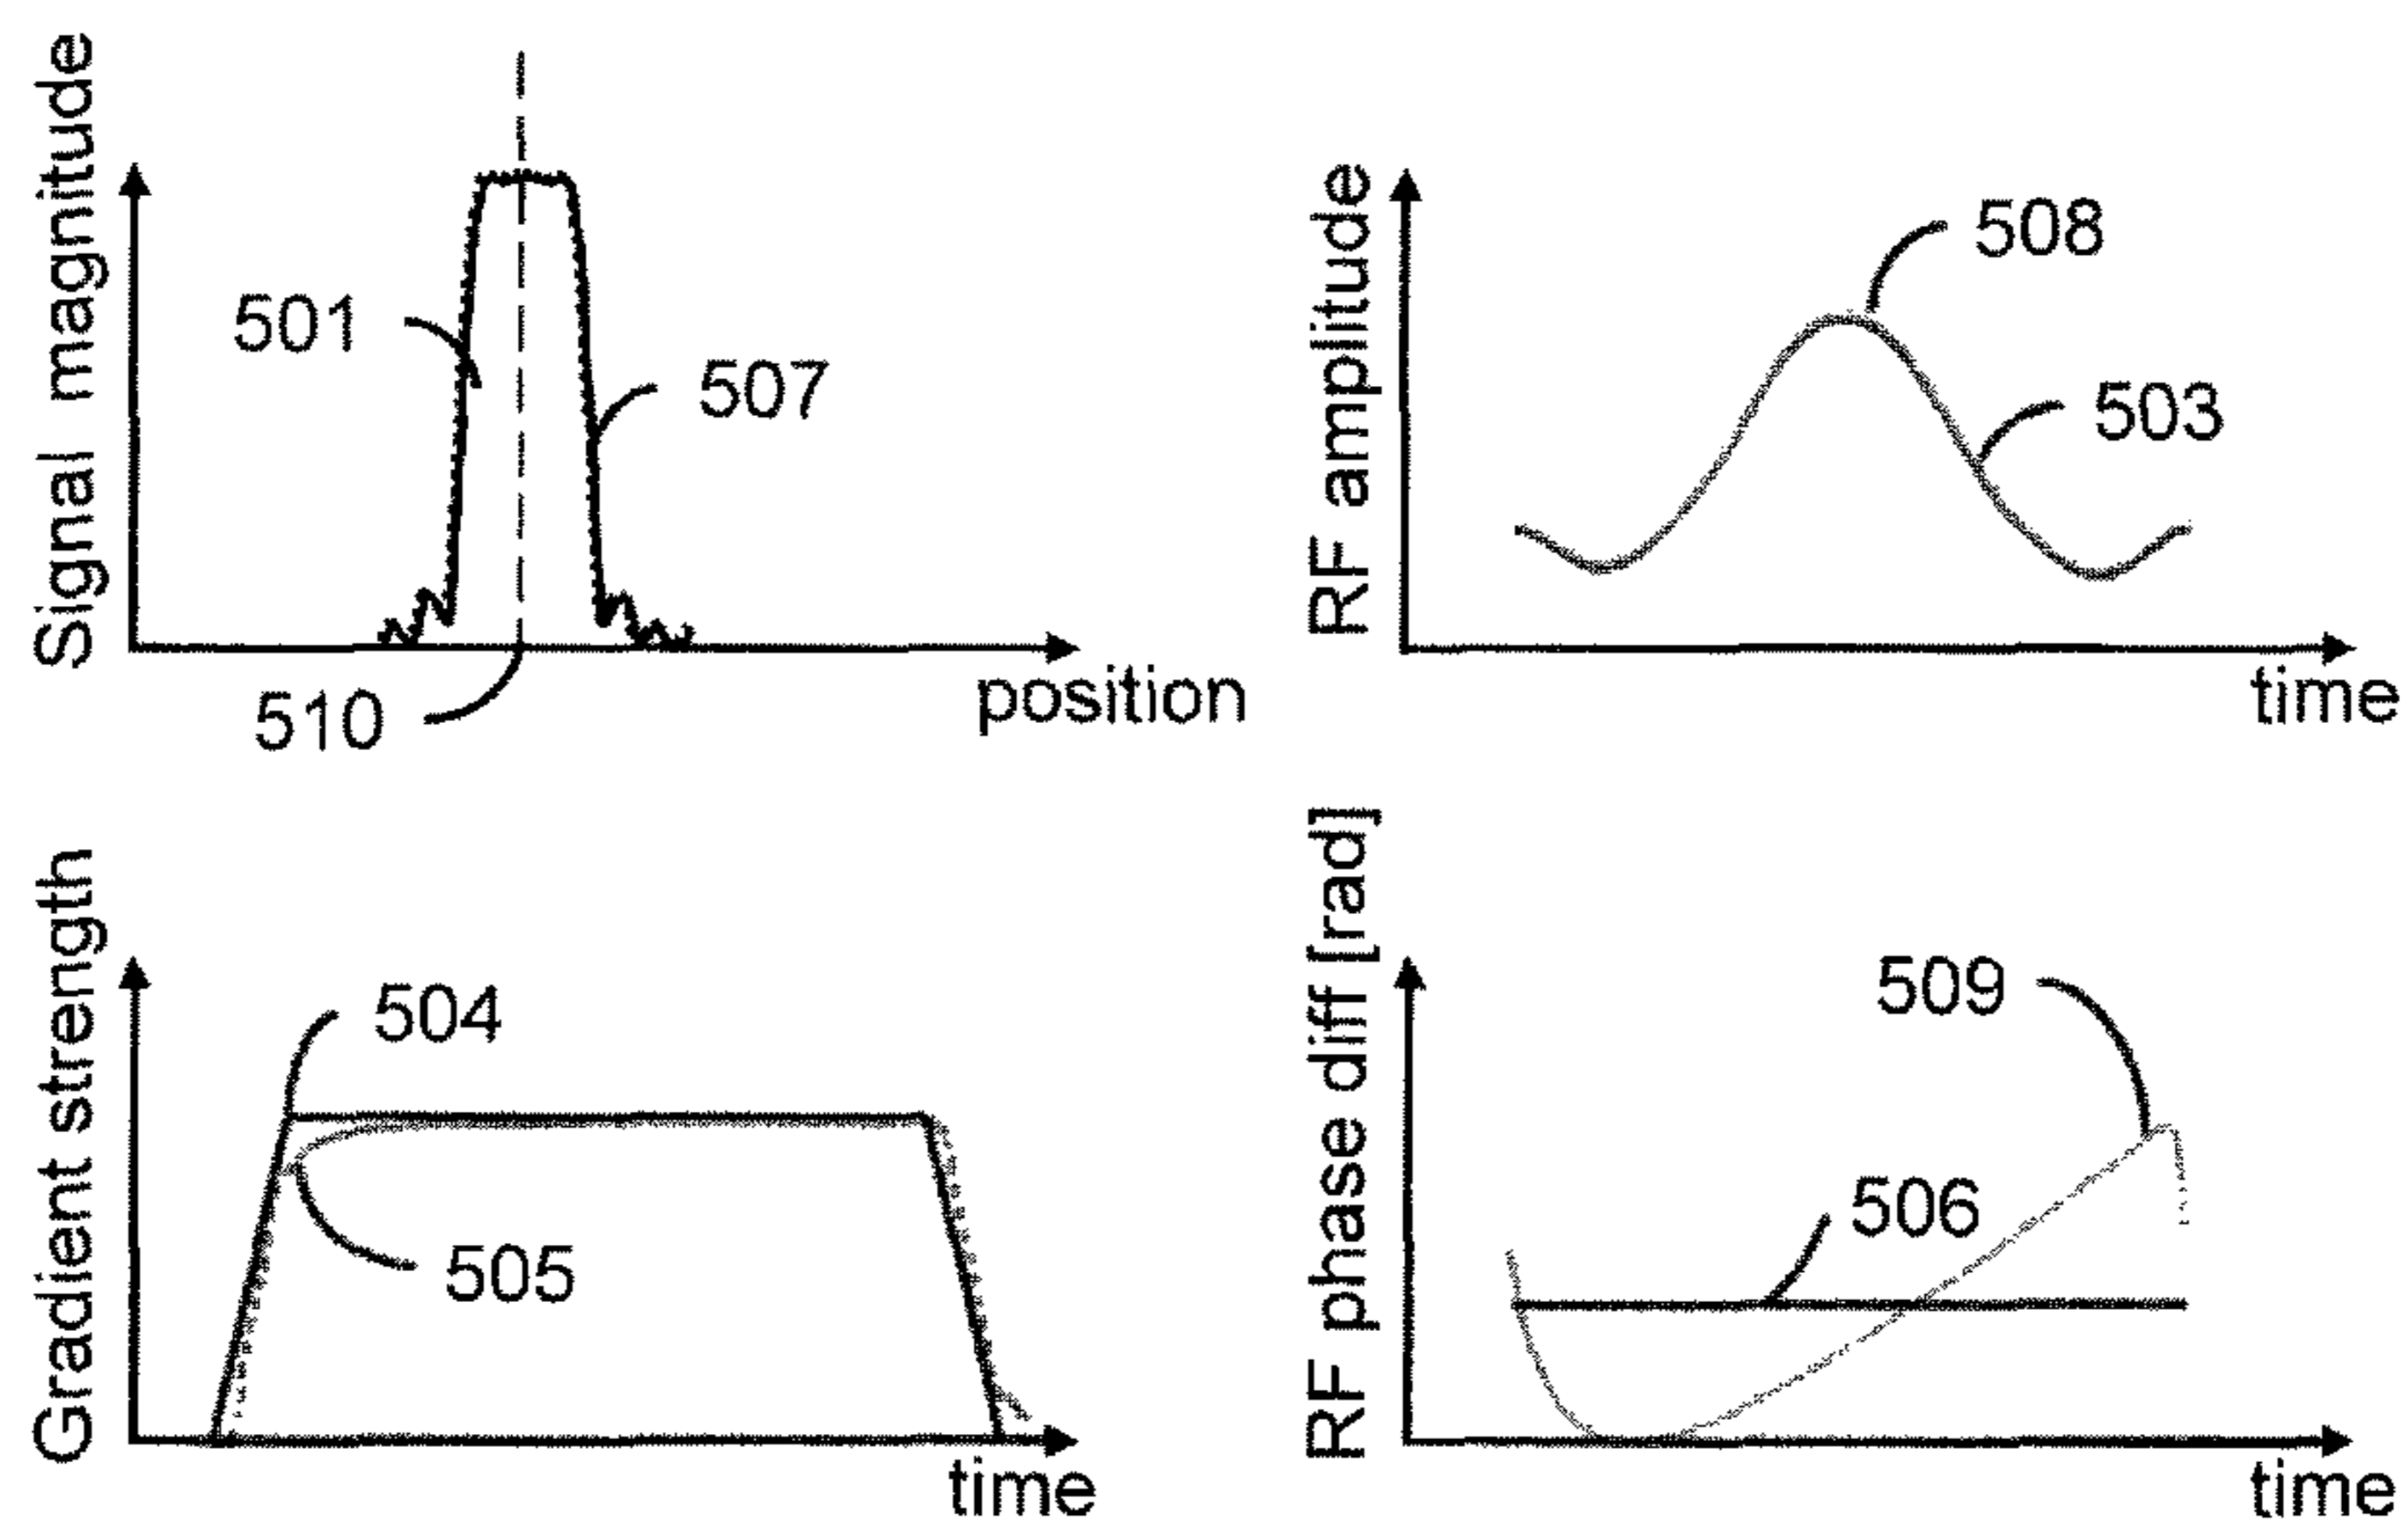 Signal magnitude
501
507
510
position
RF amplitude
508
503
time
Gradient strength
504
505
time
RF phase diff [rad]
509
506
time